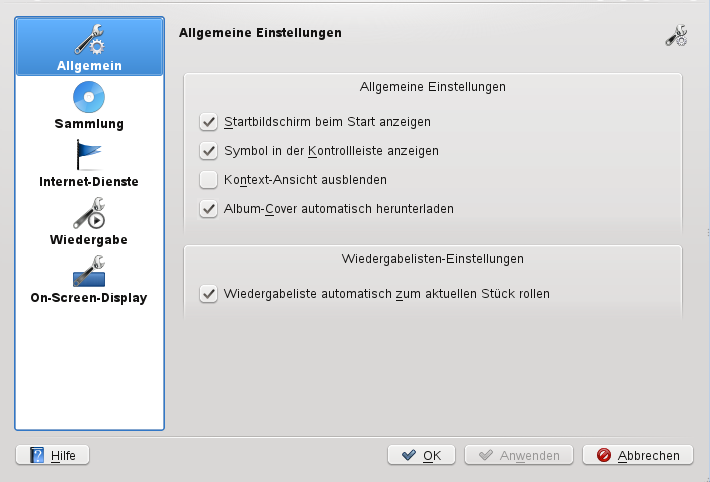 Allgemein
Sammlung
Internet-Dienste
Wiedergabe
On-Screen-Display
Allgemeine Einstellungen
Allgemeine Einstellungen
Startbildschirm beim Start anzeigen
Symbol in der Kontrollleiste anzeigen
Kontext-Ansicht ausblenden
Album-Cover automatisch herunterladen
Wiedergabelisten-Einstellungen
Wiedergabeliste automatisch zum aktuellen Stück rollen
Hilfe
OK
Anwenden
Abbrechen